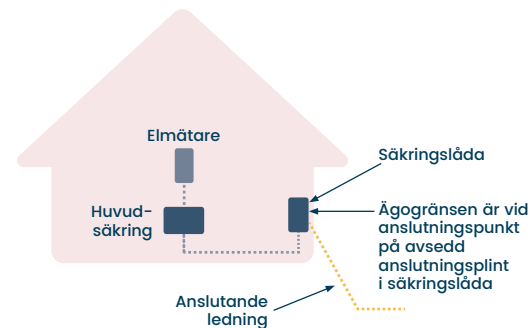 Elmätare
Säkringslåda
Huvud-
säkring
Ägogränsen är vid
anslutningspunkt
på avsedd
anslutningsplint
i säkringslåda
Anslutande
ledning